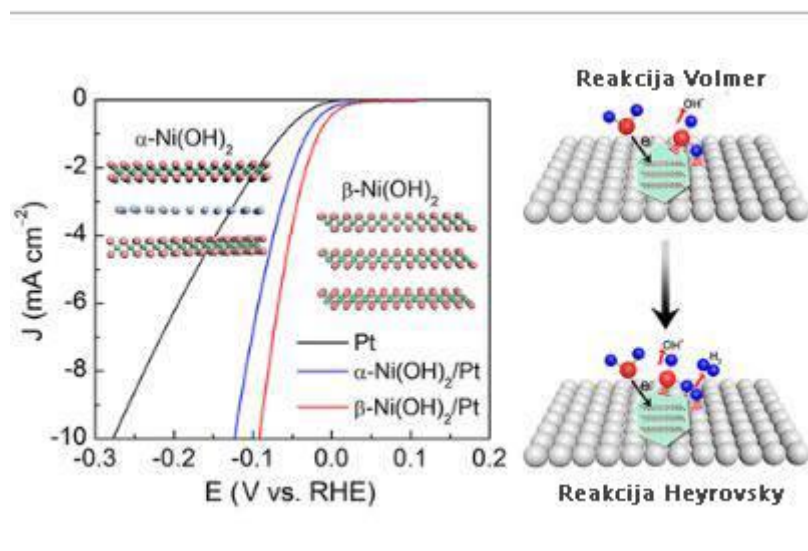 0
-2
-4
-6
-8
-10
J (mA cm⁻²)
-0.3
-0.2
-0.1
0.0
0.1
0.2
E (V vs. RHE)
α-Ni(OH)₂
β-Ni(OH)₂
Pt
α-Ni(OH)₂/Pt
β-Ni(OH)₂/Pt
Reakcija Volmer
OH⁻
e⁻
OH⁻
H₂
e⁻
Reakcija Heyrovsky